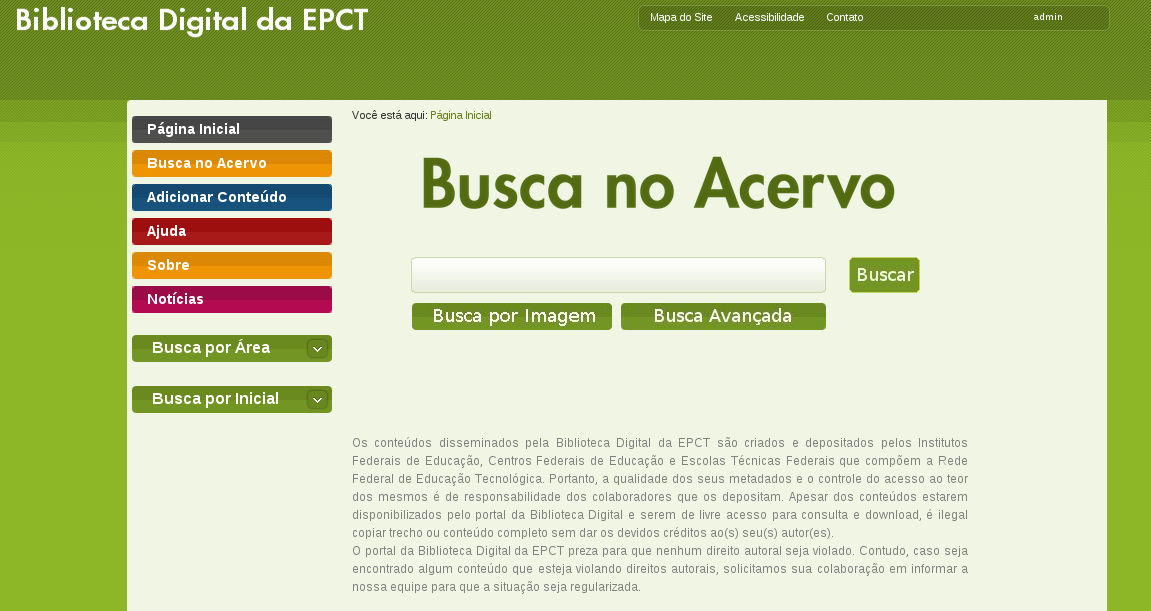 Biblioteca Digital da EPCT
Mapa do Site
Acessibilidade
Contato
admin
Página Inicial
Busca no Acervo
Adicionar Conteúdo
Ajuda
Sobre
Notícias
Busca por Área
Busca por Inicial
Você está aqui: Página Inicial
Busca no Acervo
Buscar
Busca por Imagem
Busca Avançada
Os conteúdos disseminados pela Biblioteca Digital da EPCT são criados e depositados pelos Institutos
Federais de Educação, Centros Federais de Educação e Escolas Técnicas Federais que compõem a Rede
Federal de Educação Tecnológica. Portanto, a qualidade dos seus metadados e o controle do acesso ao teor
dos mesmos é de responsabilidade dos colaboradores que os depositam. Apesar dos conteúdos estarem
disponibilizados pelo portal da Biblioteca Digital e serem de livre acesso para consulta e download, é ilegal
copiar trecho ou conteúdo completo sem dar os devidos créditos ao(s) seu(s) autor(es).
O portal da Biblioteca Digital da EPCT preza para que nenhum direito autoral seja violado. Contudo, caso seja
encontrado algum conteúdo que esteja violando direitos autorais, solicitamos sua colaboração em informar a
nossa equipe para que a situação seja regularizada.